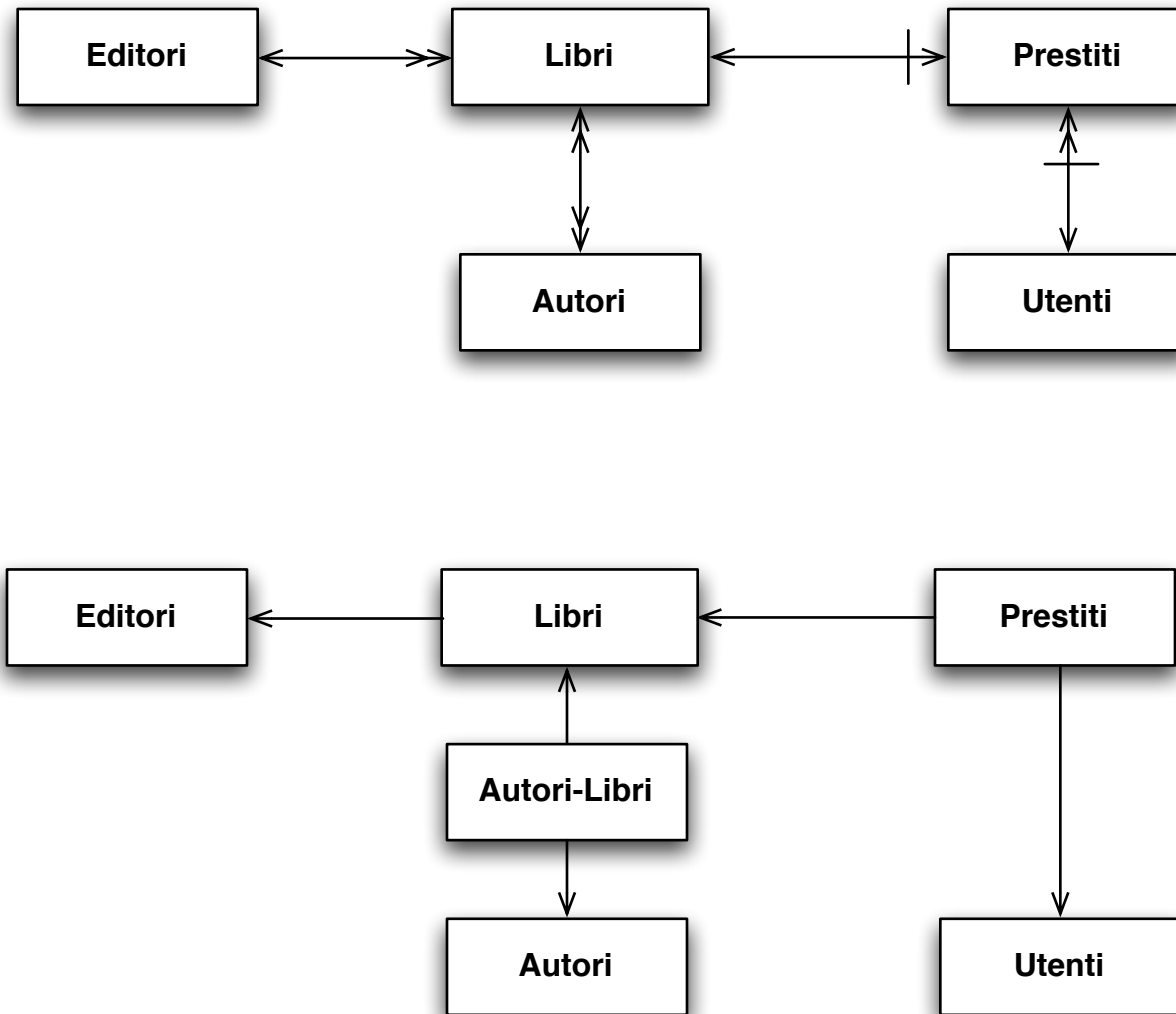 Editori
Libri
Prestiti
Autori
Utenti
Editori
Libri
Prestiti
Autori-Libri
Autori
Utenti